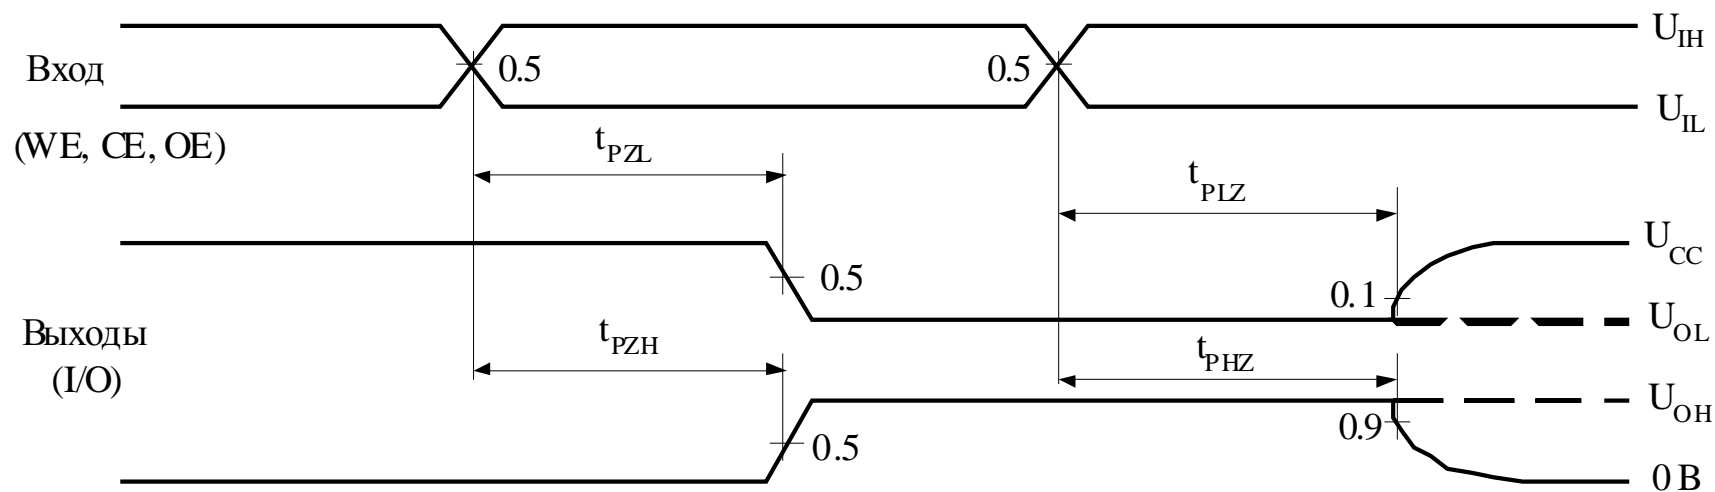 U_IH
Вход
0.5
0.5
U_IL
(WE, CE, OE)
t_PZL
t_PLZ
U_CC
0.5
0.1
Выходы
(I/O)
t_PZH
t_PHZ
U_OL
U_OH
0.5
0.9
0 В